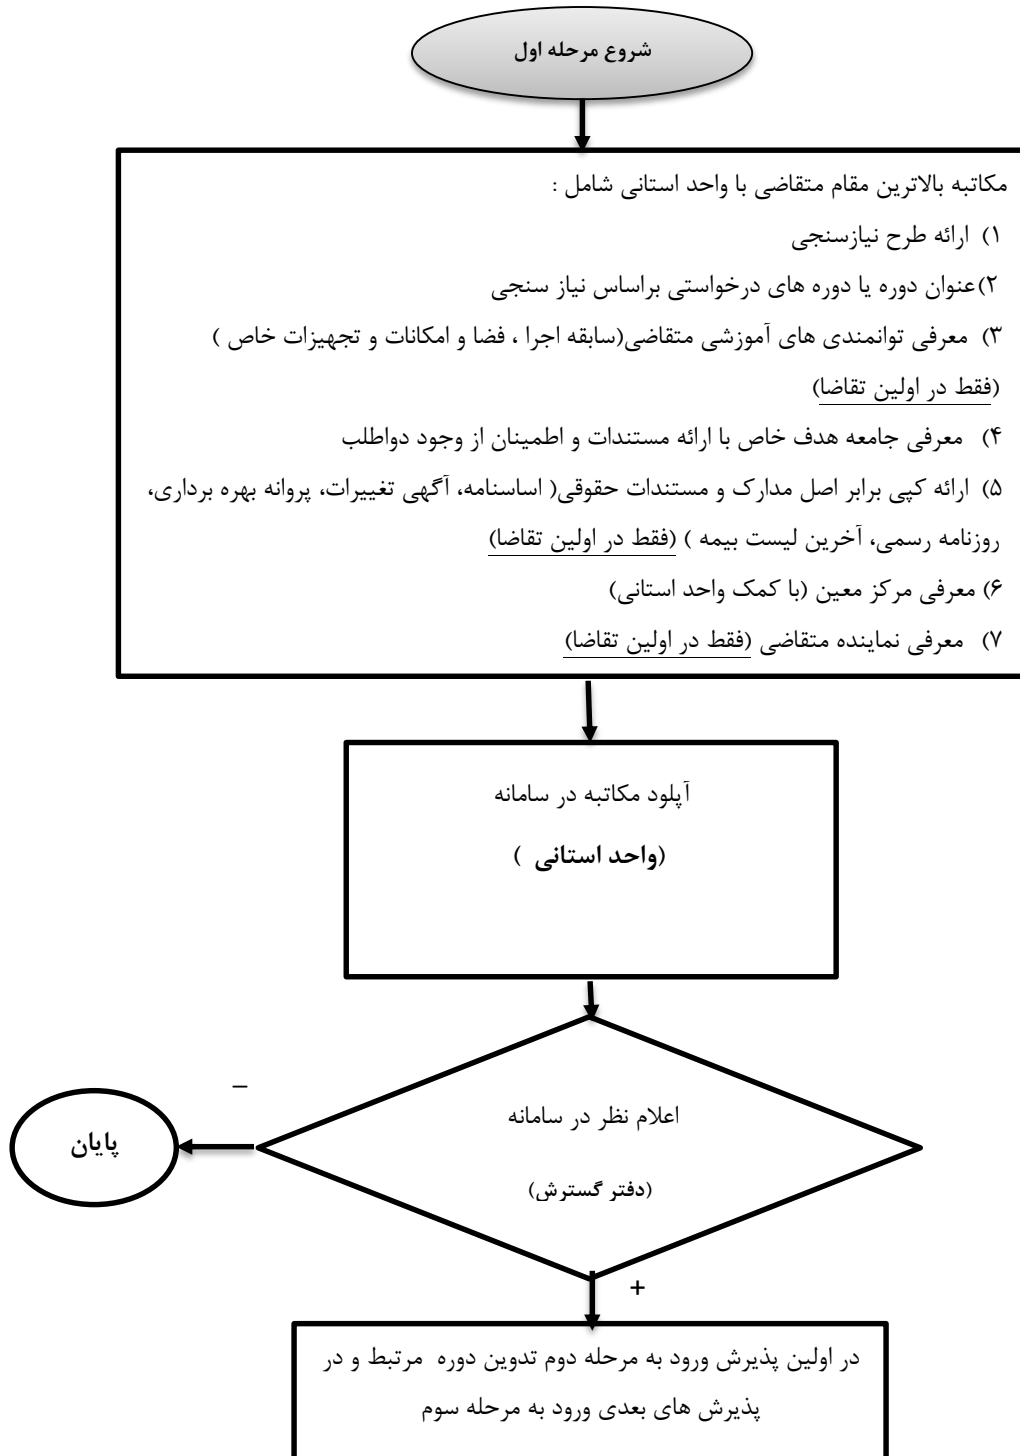 شروع مرحله اول
مکاتبه بالاترین مقام متقاضی با واحد استانی شامل :
۱) ارائه طرح نیازسنجی
۲)عنوان دوره یا دوره های درخواستی براساس نیاز سنجی
۳) معرفی توانمندی های آموزشی متقاضی(سابقه اجرا ، فضا و امکانات و تجهیزات خاص )
(فقط در اولین تقاضا)
۴) معرفی جامعه هدف خاص با ارائه مستندات و اطمینان از وجود دواطلب
۵) ارائه کپی برابر اصل مدارک و مستندات حقوقی( اساسنامه، آگهی تغییرات، پروانه بهره برداری،
روزنامه رسمی، آخرین لیست بیمه ) (فقط در اولین تقاضا)
۶) معرفی مرکز معین (با کمک واحد استانی)
۷) معرفی نماینده متقاضی (فقط در اولین تقاضا)
آپلود مکاتبه در سامانه
(واحد استانی )
–
اعلام نظر در سامانه
پایان
(دفتر گسترش)
+
در اولین پذیرش ورود به مرحله دوم تدوین دوره مرتبط و در
پذیرش های بعدی ورود به مرحله سوم